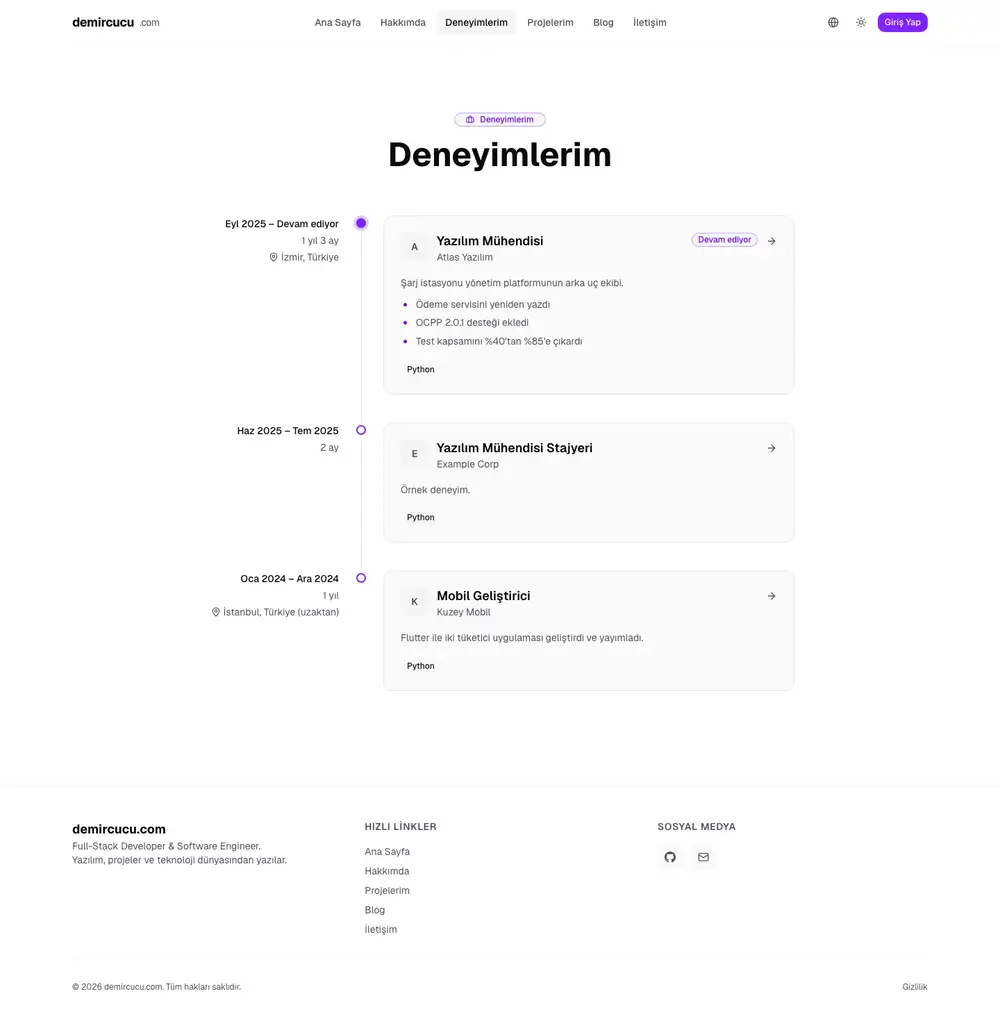 demircucu .com
Ana Sayfa Hakkımda Deneyimlerim Projelerim Blog İletişim
Giriş Yap
Deneyimlerim
Deneyimlerim
Eyl 2025 – Devam ediyor
1 yıl 3 ay
İzmir, Türkiye
A
Yazılım Mühendisi
Devam ediyor
Atlas Yazılım
Şarj istasyonu yönetim platformunun arka uç ekibi.
Ödeme servisini yeniden yazdı
OCPP 2.0.1 desteği ekledi
Test kapsamını %40'tan %85'e çıkardı
Python
Haz 2025 – Tem 2025
2 ay
E
Yazılım Mühendisi Stajyeri
Example Corp
Örnek deneyim.
Python
Oca 2024 – Ara 2024
1 yıl
İstanbul, Türkiye (uzaktan)
K
Mobil Geliştirici
Kuzey Mobil
Flutter ile iki tüketici uygulaması geliştirdi ve yayımladı.
Python
demircucu.com
Full-Stack Developer & Software Engineer.
Yazılım, projeler ve teknoloji dünyasından yazılar.
HIZLI LİNKLER
Ana Sayfa
Hakkımda
Projelerim
Blog
İletişim
SOSYAL MEDYA
© 2026 demircucu.com. Tüm hakları saklıdır.
Gizlilik